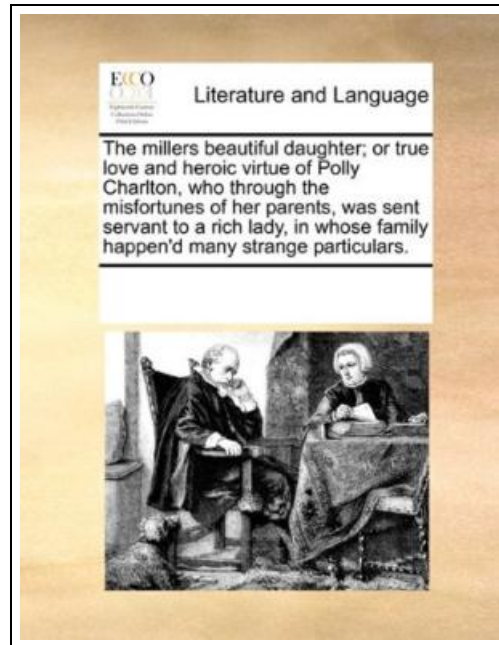 ECCO
Literature and Language
The millers beautiful daughter; or true
love and heroic virtue of Polly
Charlton, who through the
misfortunes of her parents, was sent
servant to a rich lady, in whose family
happen'd many strange particulars.